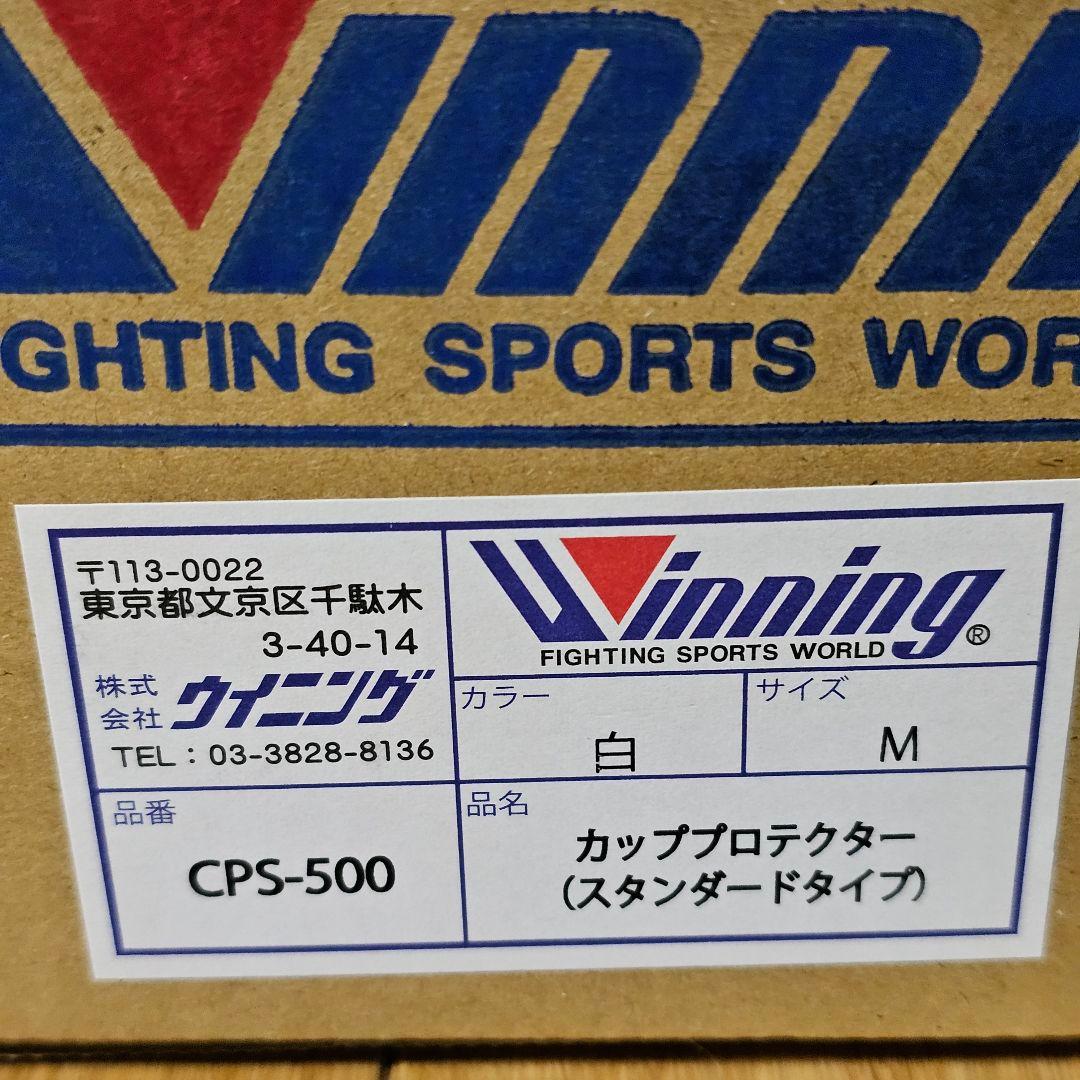 Winn
GHTING SPORTS WOR
〒113-0022
東京都文京区千駄木
3-40-14
株式
会社 ウイニング
TEL : 03-3828-8136
Winning®
FIGHTING SPORTS WORLD
カラー
白
サイズ
M
品番
CPS-500
品名
カッププロテクター
(スタンダードタイプ)